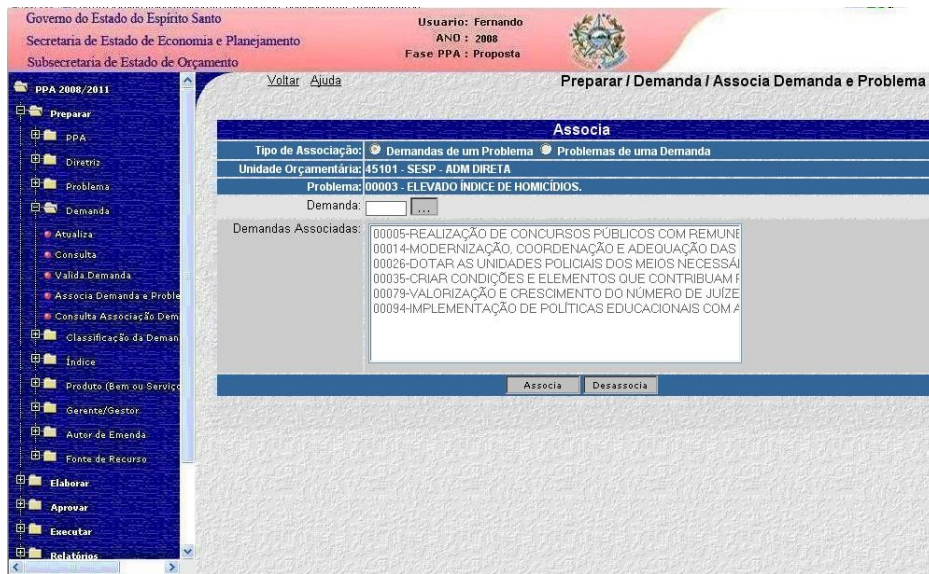 Governo do Estado do Espírito Santo
Secretaria de Estado de Economia e Planejamento
Subsecretaria de Estado de Orçamento
Usuario: Fernando
ANO : 2008
Fase PPA : Proposta
Voltar Ajuda
Preparar / Demanda / Associa Demanda e Problema
PPA 2008/2011
Preparar
PPA
Diretriz
Problema
Demanda
Atualiza
Consulta
Valida Demanda
Associa Demanda e Proble
Consulta Associação Dem
Classificação da Deman
Índice
Produto (Bem ou Serviço
Gerente/Gestor
Autor de Emenda
Fonte de Recurso
Elaborar
Aprovar
Executar
Relatórios
Associa
Tipo de Associação: Demandas de um Problema Problemas de uma Demanda
Unidade Orçamentária: 45101 - SESP - ADM DIRETA
Problema: 00003 - ELEVADO ÍNDICE DE HOMICÍDIOS.
Demanda: ...
Demandas Associadas:
00005-REALIZAÇÃO DE CONCURSOS PÚBLICOS COM REMUNE
00014-MODERNIZAÇÃO, COORDENAÇÃO E ADEQUAÇÃO DAS
00026-DOTAR AS UNIDADES POLICIAIS DOS MEIOS NECESSÁI
00035-CRIAR CONDIÇÕES E ELEMENTOS QUE CONTRIBUAM F
00079-VALORIZAÇÃO E CRESCIMENTO DO NÚMERO DE JUÍZE
00094-IMPLEMENTAÇÃO DE POLÍTICAS EDUCACIONAIS COM A
Associa Desassocia